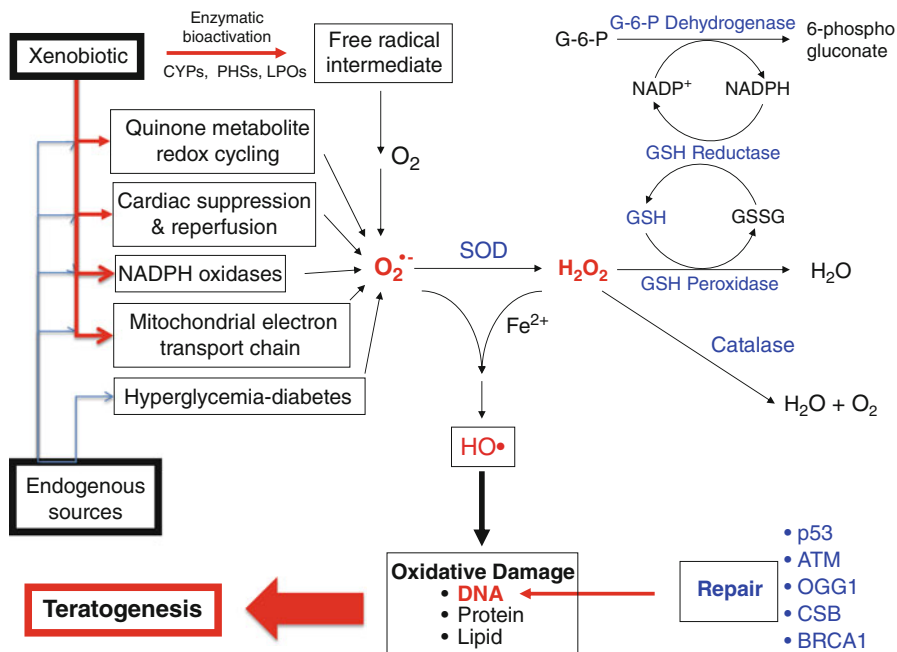 Xenobiotic
Enzymatic
bioactivation
CYPs, PHSs, LPOs
Free radical
intermediate
G-6-P
G-6-P Dehydrogenase
6-phospho
gluconate
NADP⁺
NADPH
GSH Reductase
Quinone metabolite
redox cycling
O₂
Cardiac suppression
& reperfusion
GSH
GSSG
NADPH oxidases
O₂•-
SOD
H₂O₂
GSH Peroxidase
H₂O
Mitochondrial electron
transport chain
Fe²⁺
Catalase
Hyperglycemia-diabetes
H₂O + O₂
HO•
Endogenous
sources
Oxidative Damage
• DNA
• Protein
• Lipid
Teratogenesis
Repair
• p53
• ATM
• OGG1
• CSB
• BRCA1